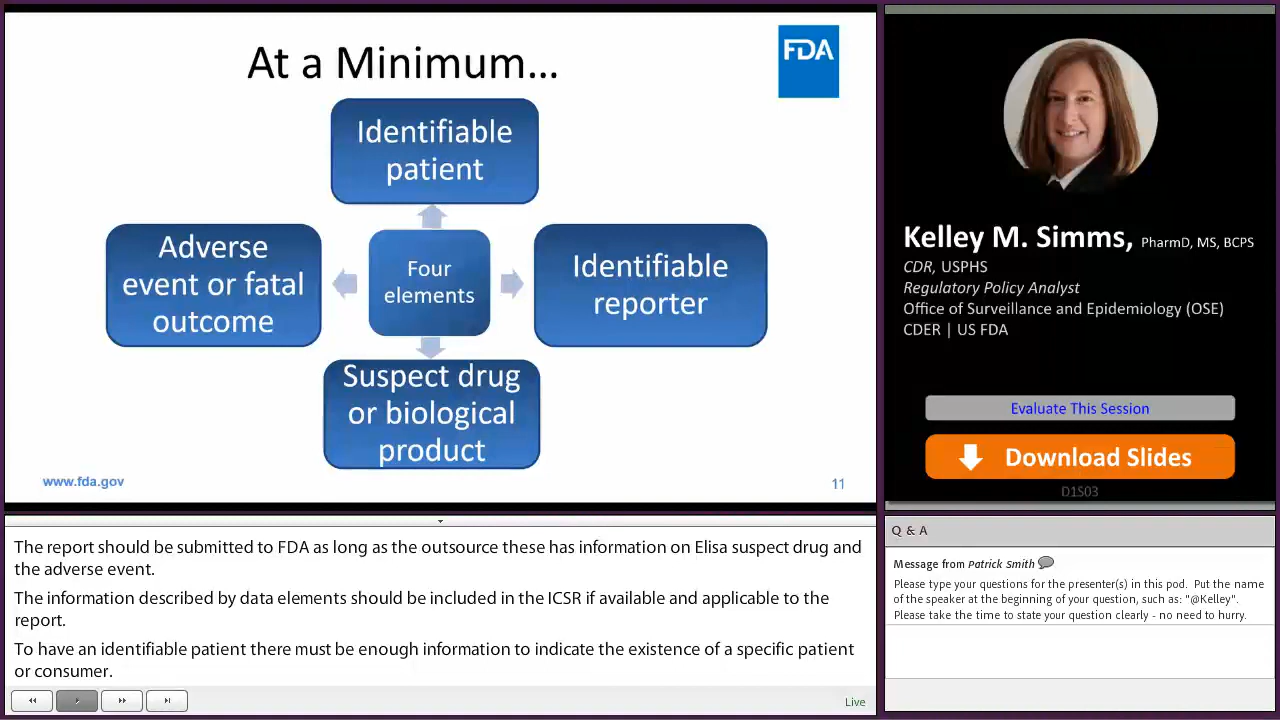 At a Minimum...
FDA
Identifiable
patient
Adverse
event or fatal
outcome
Four
elements
Identifiable
reporter
Suspect drug
or biological
product
www.fda.gov
11
Kelley M. Simms, PharmD, MS, BCPS
CDR, USPHS
Regulatory Policy Analyst
Office of Surveillance and Epidemiology (OSE)
CDER | US FDA
Evaluate This Session
Download Slides
D1S03
The report should be submitted to FDA as long as the outsource these has information on Elisa suspect drug and
the adverse event.
The information described by data elements should be included in the ICSR if available and applicable to the
report.
To have an identifiable patient there must be enough information to indicate the existence of a specific patient
or consumer.
Live
Q & A
Message from Patrick Smith
Please type your questions for the presenter(s) in this pod. Put the name
of the speaker at the beginning of your question, such as: "@Kelley".
Please take the time to state your question clearly - no need to hurry.